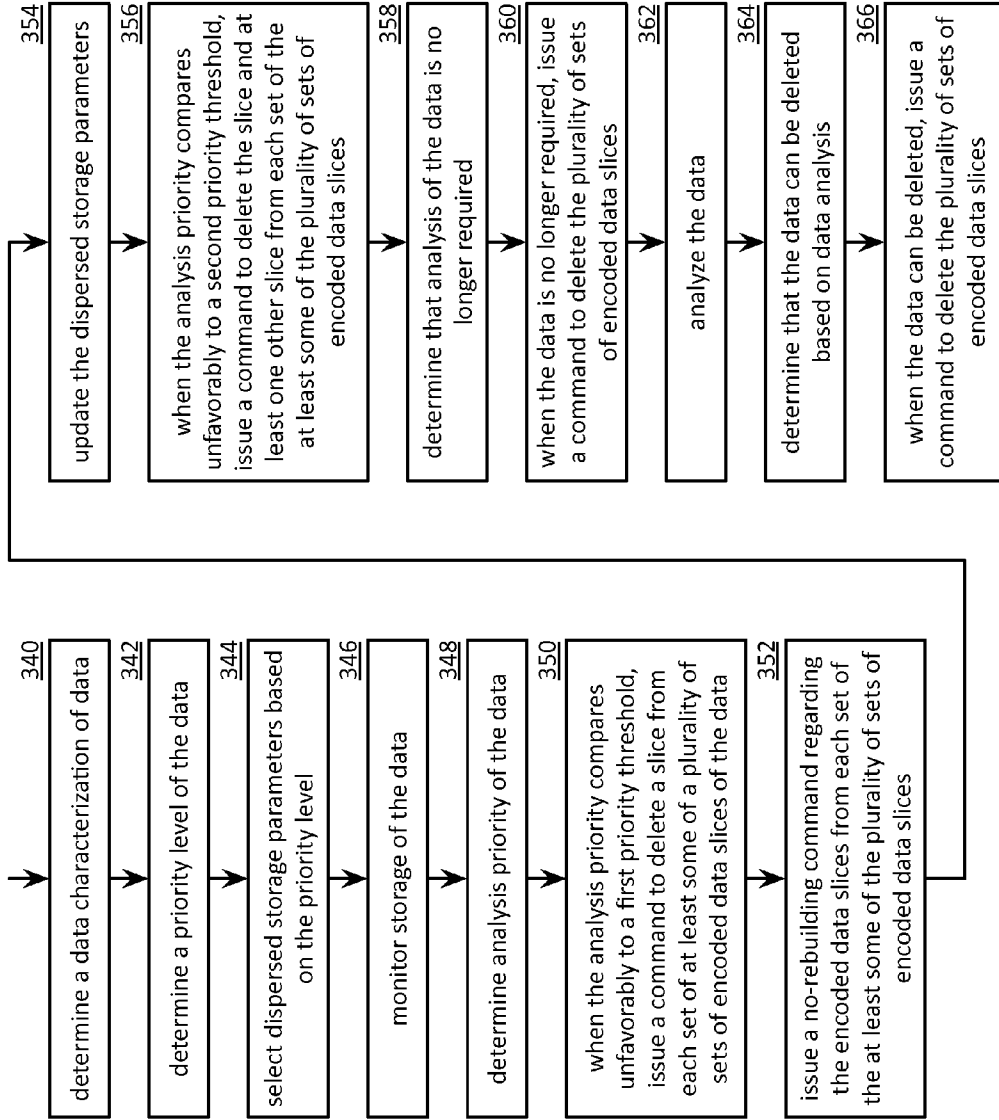 340
determine a data characterization of data
342
determine a priority level of the data
344
select dispersed storage parameters based
on the priority level
346
monitor storage of the data
348
determine analysis priority of the data
350
when the analysis priority compares
unfavorably to a first priority threshold,
issue a command to delete a slice from
each set of at least some of a plurality of
sets of encoded data slices of the data
352
issue a no-rebuilding command regarding
the encoded data slices from each set of
the at least some of the plurality of sets of
encoded data slices
354
update the dispersed storage parameters
356
when the analysis priority compares
unfavorably to a second priority threshold,
issue a command to delete the slice and at
least one other slice from each set of the
at least some of the plurality of sets of
encoded data slices
358
determine that analysis of the data is no
longer required
360
when the data is no longer required, issue
a command to delete the plurality of sets
of encoded data slices
362
analyze the data
364
determine that the data can be deleted
based on data analysis
366
when the data can be deleted, issue a
command to delete the plurality of sets of
encoded data slices